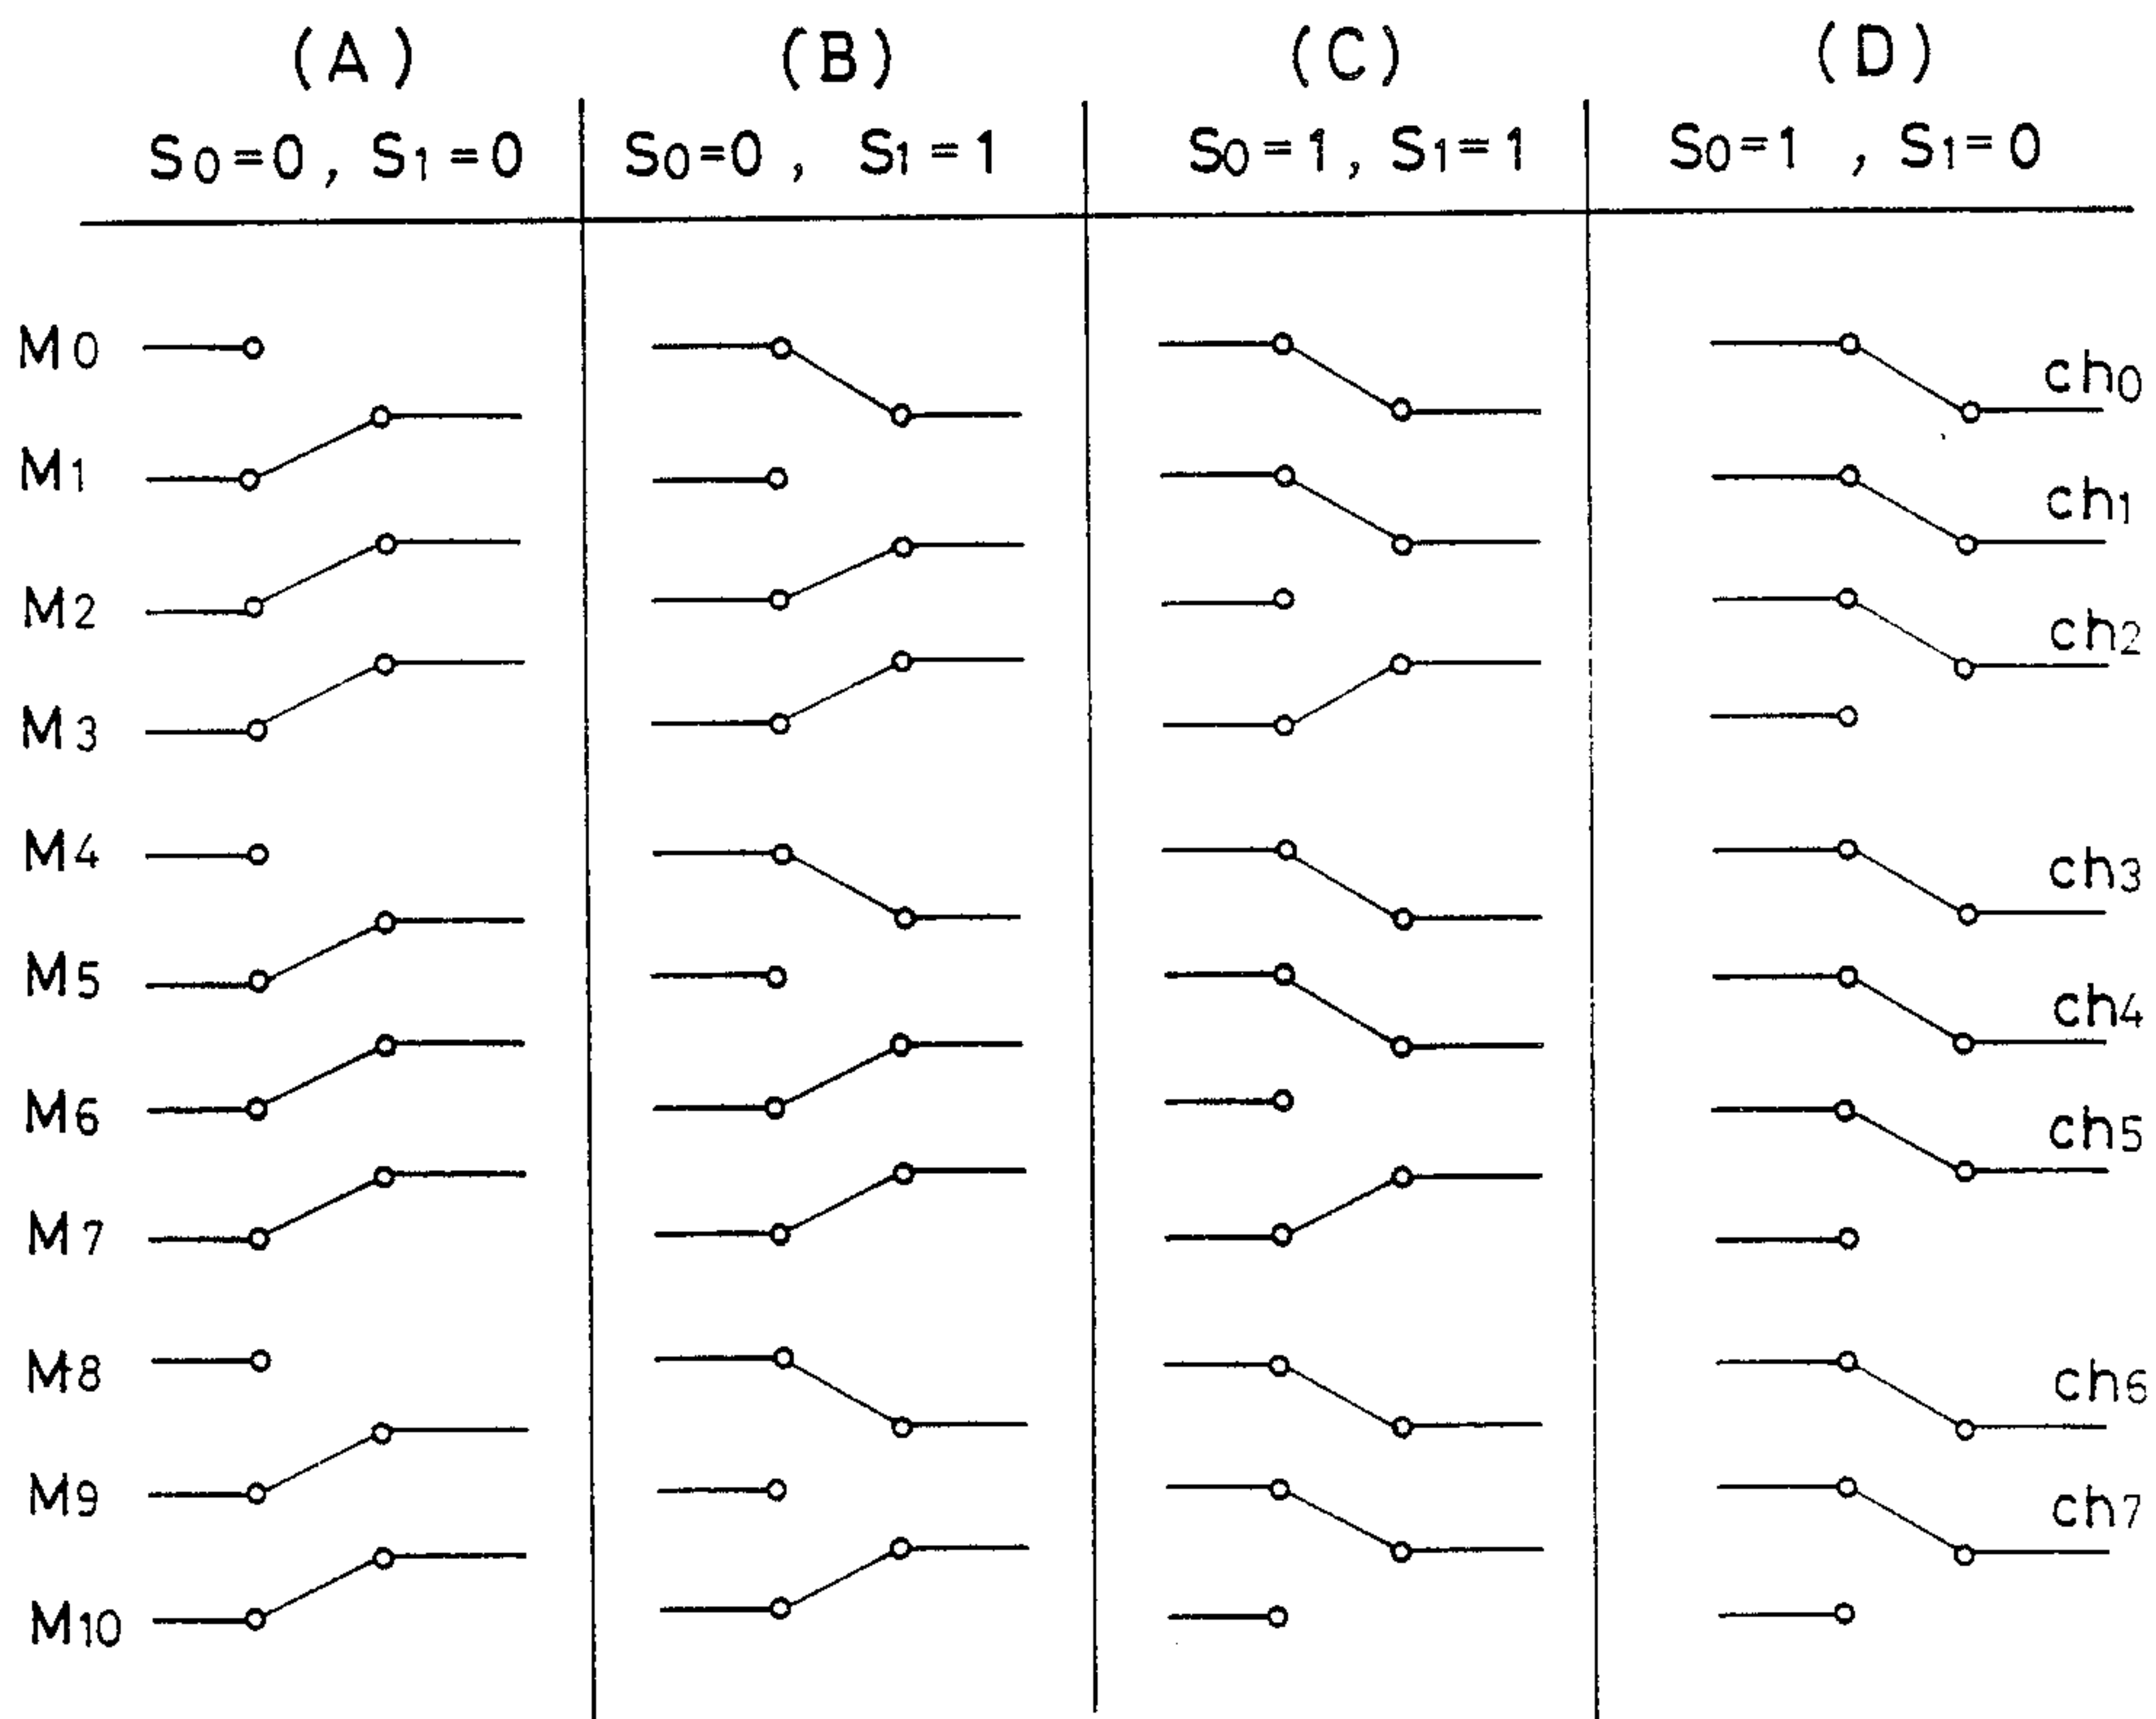 (A) (B) (C) (D)
S0=0, S1=0 S0=0, S1=1 S0=1, S1=1 S0=1, S1=0
M0
ch0
M1
ch1
M2
ch2
M3
M4
ch3
M5
ch4
M6
ch5
M7
M8
ch6
M9
ch7
M10